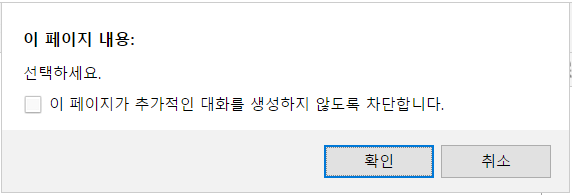 이 페이지 내용:
선택하세요.
이 페이지가 추가적인 대화를 생성하지 않도록 차단합니다.
확인
취소